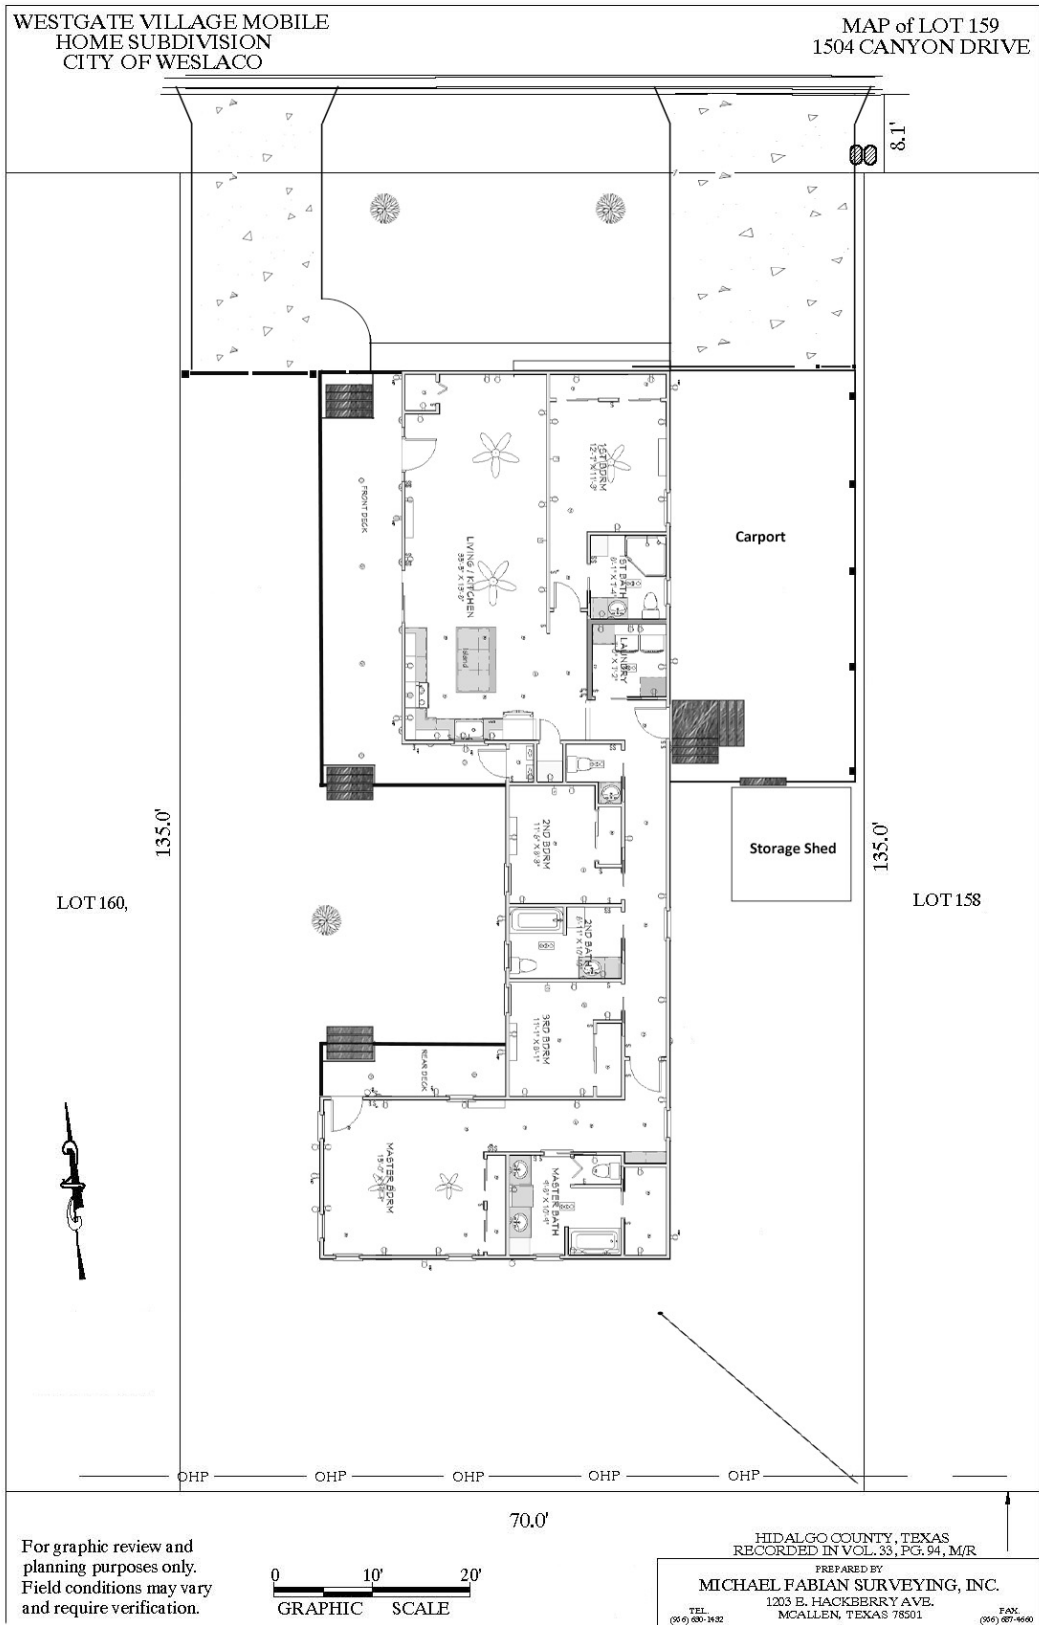 WESTGATE VILLAGE MOBILE
HOME SUBDIVISION
CITY OF WESLACO
MAP of LOT 159
1504 CANYON DRIVE
8.1'
FRONT DECK
LIVING / KITCHEN
1ST BDRM
1ST BATH
Carport
Island
LAUNDRY
135.0'
2ND BDRM
Storage Shed
135.0'
LOT 160,
LOT 158
2ND BATH
3RD BDRM
REAR DECK
MASTER BDRM
MASTER BATH
OHP OHP OHP OHP OHP
70.0'
For graphic review and
planning purposes only.
Field conditions may vary
and require verification.
0 10' 20'
GRAPHIC SCALE
HIDALGO COUNTY, TEXAS
RECORDED IN VOL. 33, PG. 94, M/R
PREPARED BY
MICHAEL FABIAN SURVEYING, INC.
1203 E. HACKBERRY AVE.
MCALLEN, TEXAS 78501
TEL.
FAX.